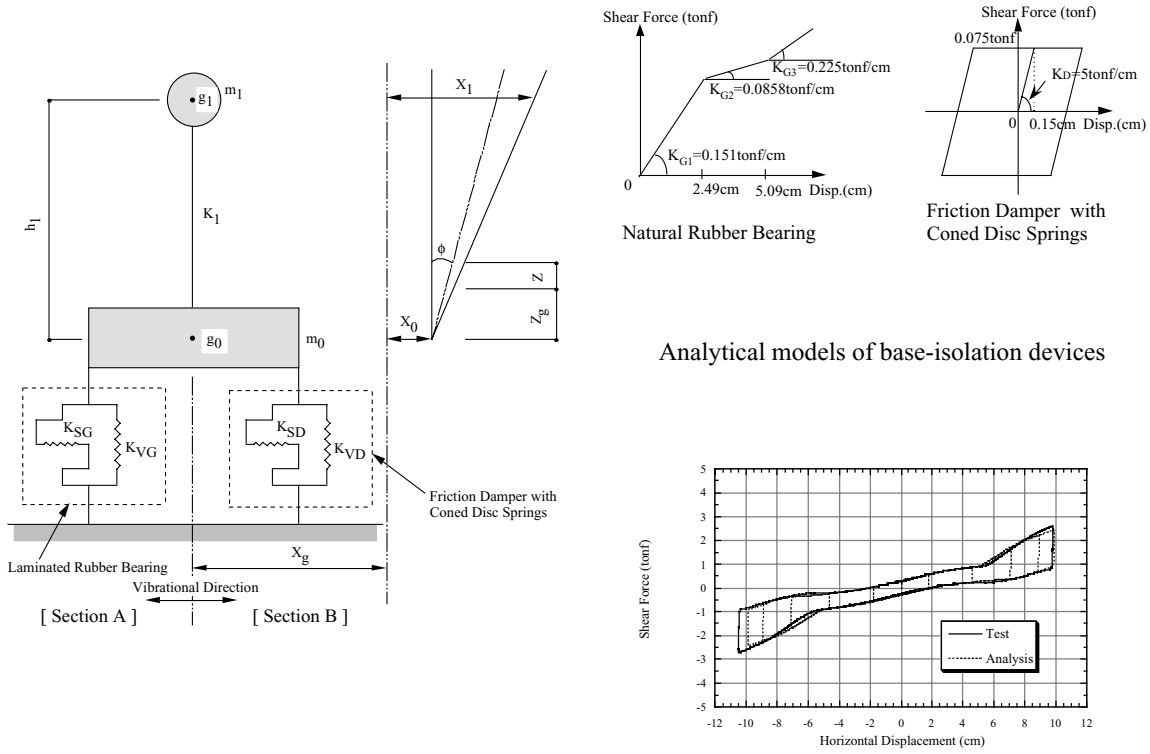 g1
m1
h1
K1
g0
m0
KSG
KVG
KSD
KVD
Laminated Rubber Bearing
Friction Damper with
Coned Disc Springs
Xg
Vibrational Direction
[ Section A ]
[ Section B ]
X1
ϕ
Z
Zg
X0
Shear Force (tonf)
KG3=0.225tonf/cm
KG2=0.0858tonf/cm
KG1=0.151tonf/cm
0
2.49cm
5.09cm
Disp.(cm)
Natural Rubber Bearing
Shear Force (tonf)
0.075tonf
KD=5tonf/cm
0
0.15cm
Disp.(cm)
Friction Damper with
Coned Disc Springs
Analytical models of base-isolation devices
Shear Force (tonf)
5
4
3
2
1
0
-1
-2
-3
-4
-5
Test
Analysis
-12 -10 -8 -6 -4 -2 0 2 4 6 8 10 12
Horizontal Displacement (cm)